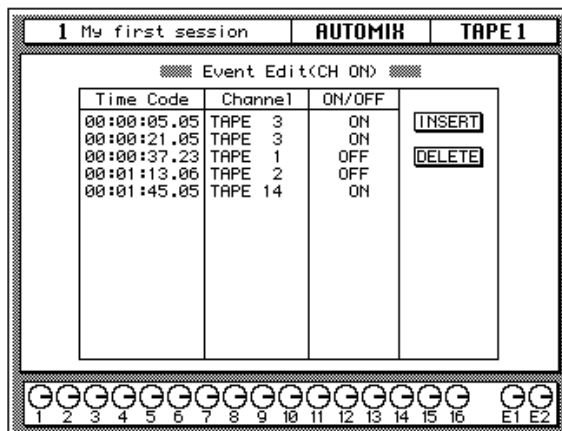 1 My first session AUTOMIX TAPE 1
Event Edit(CH ON)
Time Code Channel ON/OFF
00:00:05.05 TAPE 3 ON INSERT
00:00:21.05 TAPE 3 ON
00:00:37.23 TAPE 1 OFF DELETE
00:01:13.06 TAPE 2 OFF
00:01:45.05 TAPE 14 ON
1 2 3 4 5 6 7 8 9 10 11 12 13 14 15 16 E1 E2